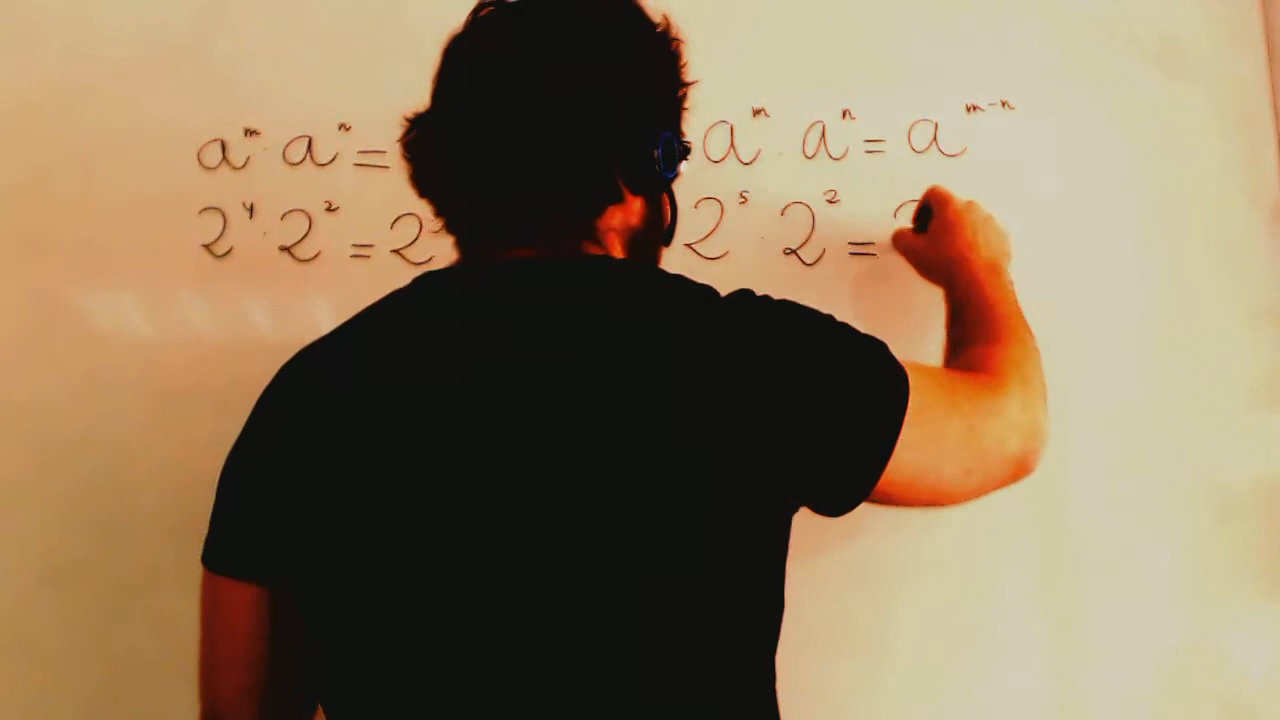 aᵐ · aⁿ = aᵐ · aⁿ = aᵐ⁻ⁿ
2⁴ · 2² = 2 2⁵ · 2² =